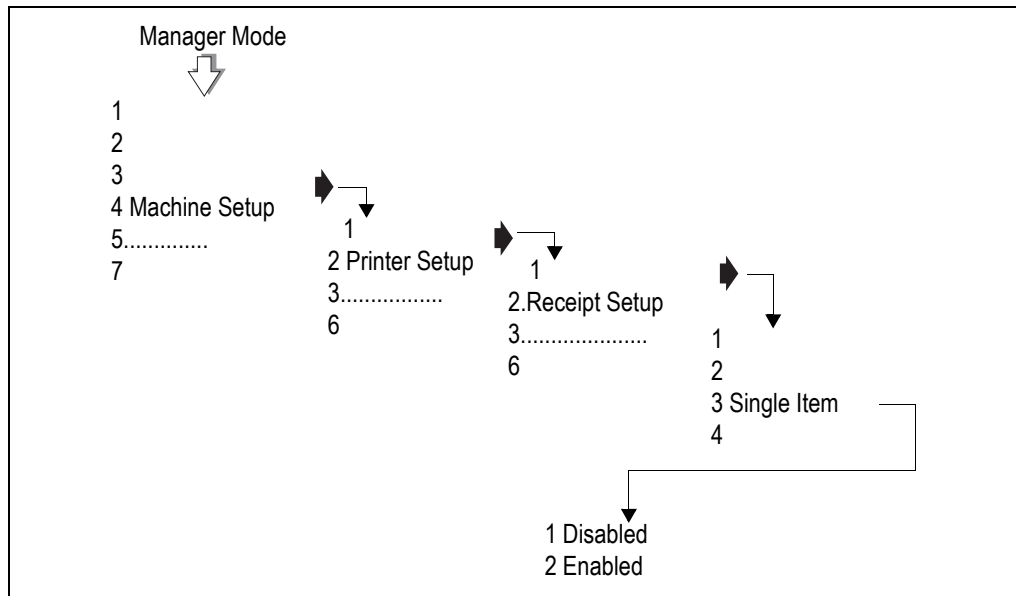 Manager Mode
1
2
3
4 Machine Setup
5..............
7
1
2 Printer Setup
3.................
6
1
2.Receipt Setup
3.....................
6
1
2
3 Single Item
4
1 Disabled
2 Enabled